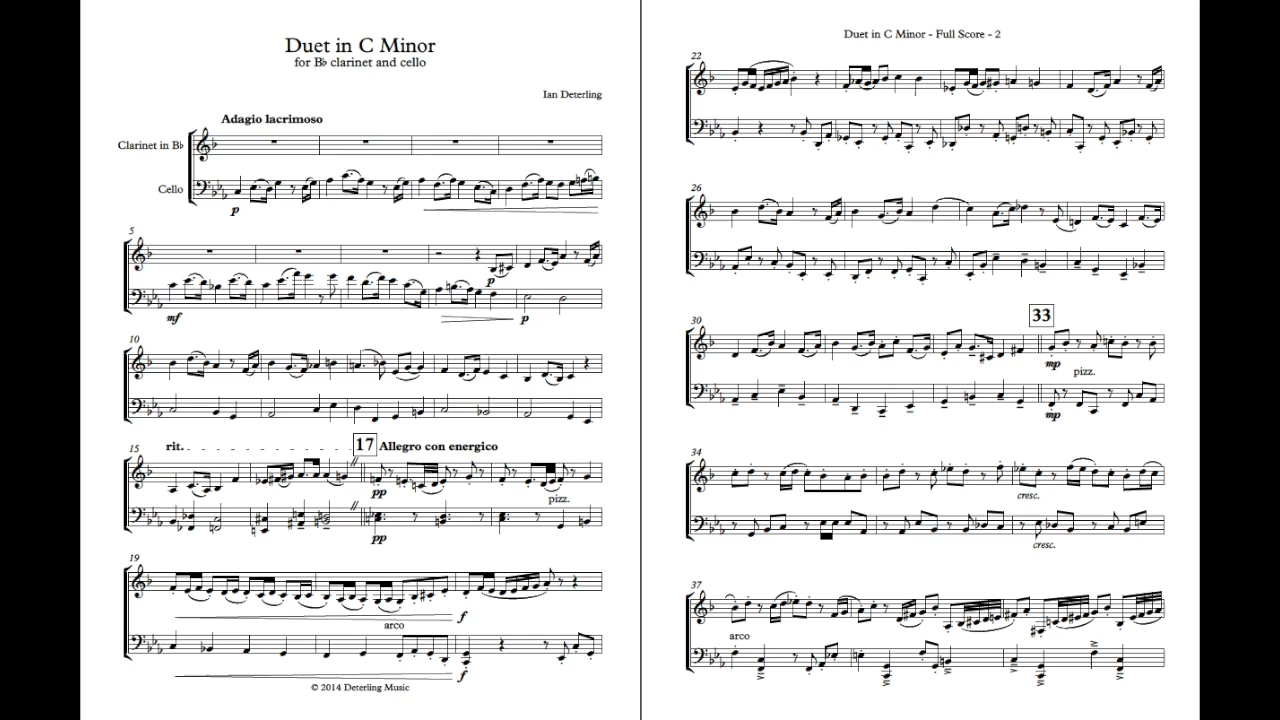 Duet in C Minor
for B♭ clarinet and cello
Ian Deterling
Adagio lacrimoso
Clarinet in B♭
Cello
p
5
p
mf
p
10
15
rit.
17 Allegro con energico
pp
pizz.
pp
19
f
arco
f
© 2014 Deterling Music
Duet in C Minor - Full Score - 2
22
26
30
33
mp
pizz.
mp
34
cresc.
cresc.
37
arco